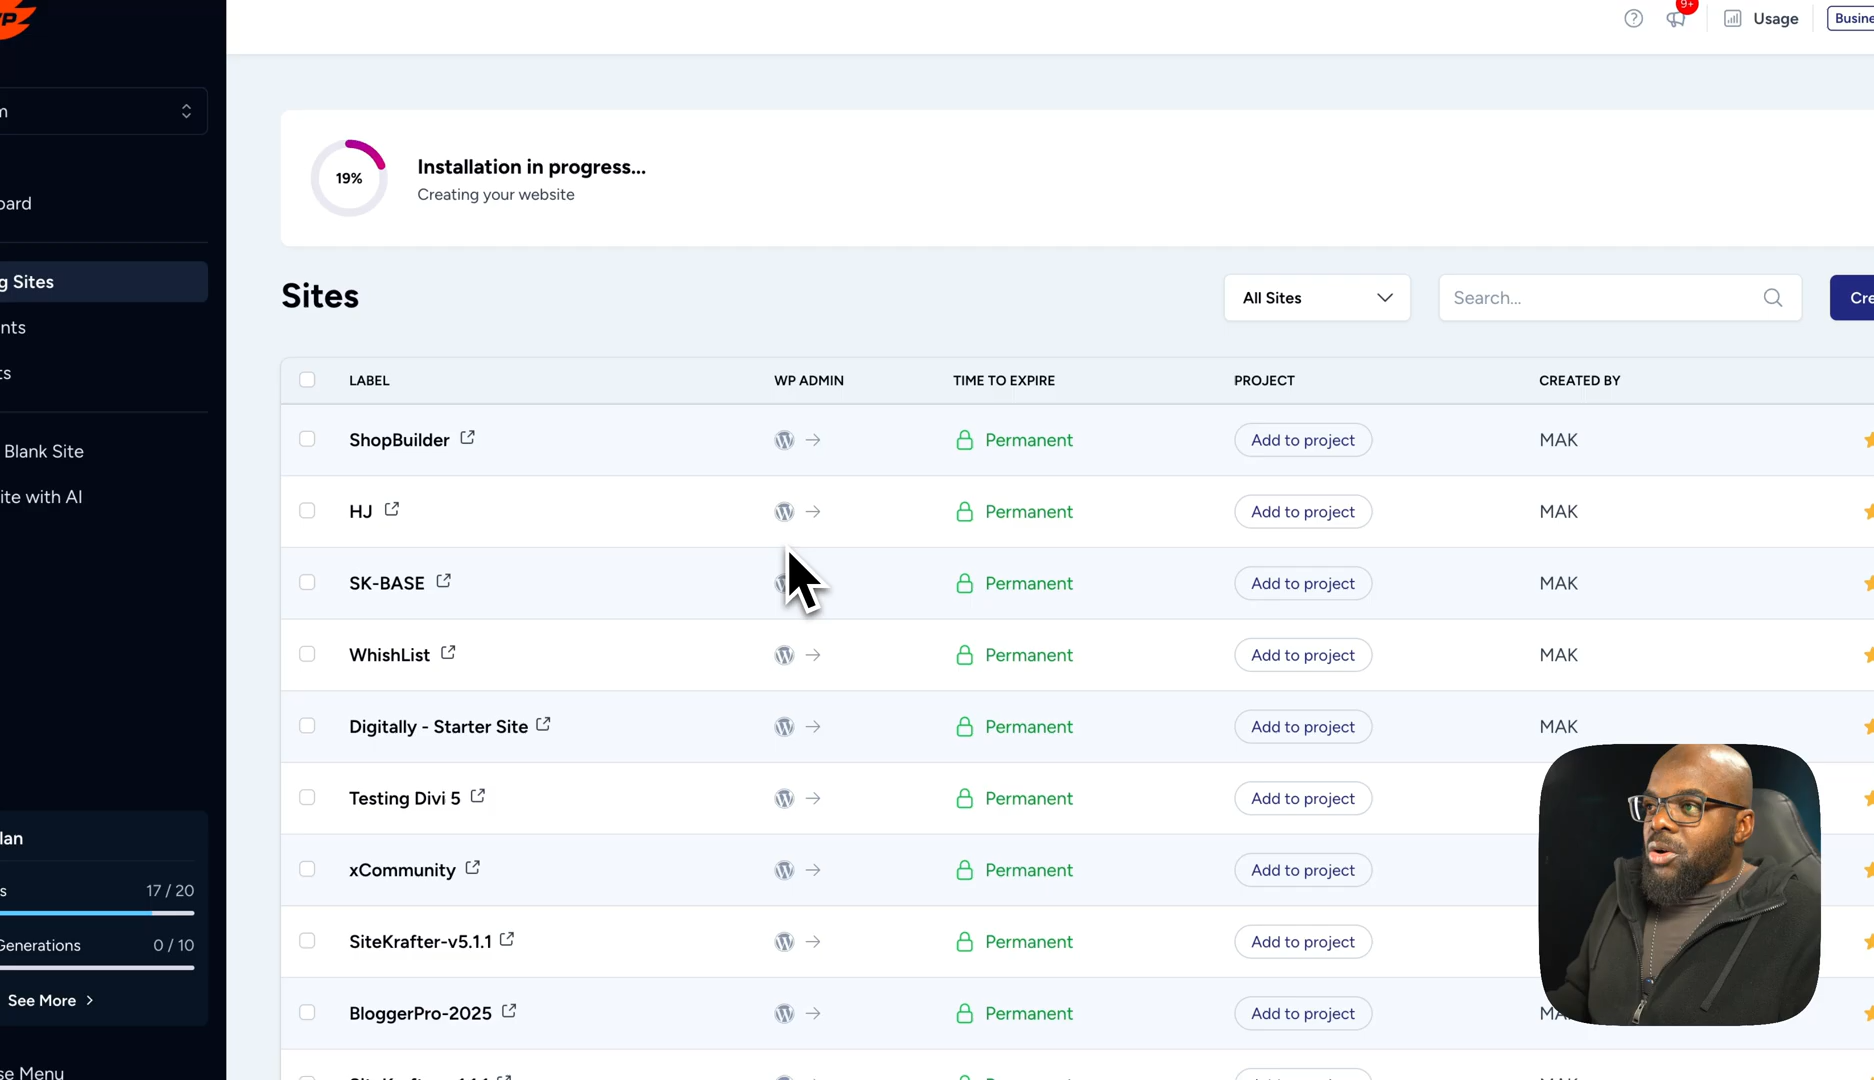 9+
Usage
Busine
m
oard
g Sites
nts
ts
Blank Site
ite with AI
lan
s 17 / 20
Generations 0 / 10
See More >
se Menu
19%
Installation in progress...
Creating your website
Sites
All Sites
Search...
Cre
LABEL WP ADMIN TIME TO EXPIRE PROJECT CREATED BY
ShopBuilder Permanent Add to project MAK
HJ Permanent Add to project MAK
SK-BASE Permanent Add to project MAK
WhishList Permanent Add to project MAK
Digitally - Starter Site Permanent Add to project MAK
Testing Divi 5 Permanent Add to project
xCommunity Permanent Add to project
SiteKrafter-v5.1.1 Permanent Add to project
BloggerPro-2025 Permanent Add to project MA